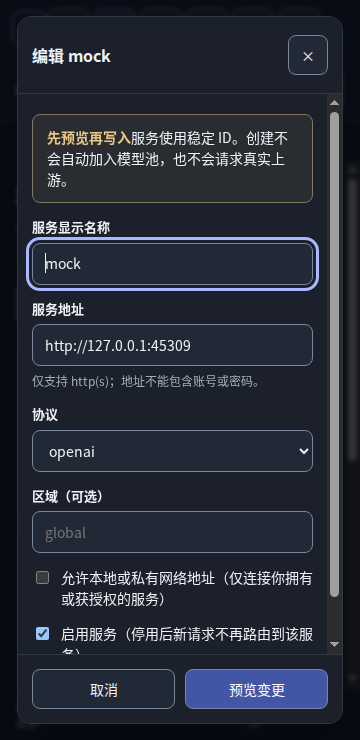 编辑 mock
×
先预览再写入服务使用稳定 ID。创建不
会自动加入模型池，也不会请求真实上
游。
服务显示名称
mock
服务地址
http://127.0.0.1:45309
仅支持 http(s)；地址不能包含账号或密码。
协议
openai
区域（可选）
global
允许本地或私有网络地址（仅连接你拥有
或获授权的服务）
启用服务（停用后新请求不再路由到该服
务）
取消
预览变更